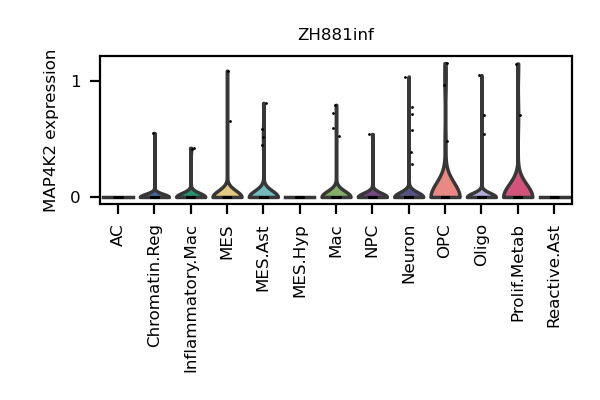 ZH881inf
MAP4K2 expression
1
0
AC
Chromatin.Reg
Inflammatory.Mac
MES
MES.Ast
MES.Hyp
Mac
NPC
Neuron
OPC
Oligo
Prolif.Metab
Reactive.Ast